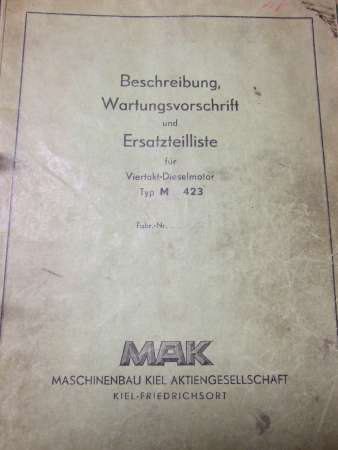 Beschreibung,
Wartungsvorschrift
und
Ersatzteilliste
für
Viertakt-Dieselmotor
Typ M 423
Fabr.-Nr.
MAK
MASCHINENBAU KIEL AKTIENGESELLSCHAFT
KIEL-FRIEDRICHSORT